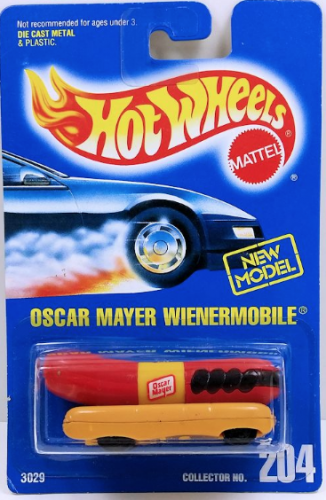 Not recommended for ages under 3.
DIE CAST METAL
& PLASTIC.
Hot Wheels®
MATTEL
®
NEW
MODEL
OSCAR MAYER WIENERMOBILE®
Oscar
Mayer
3029
COLLECTOR NO. 204